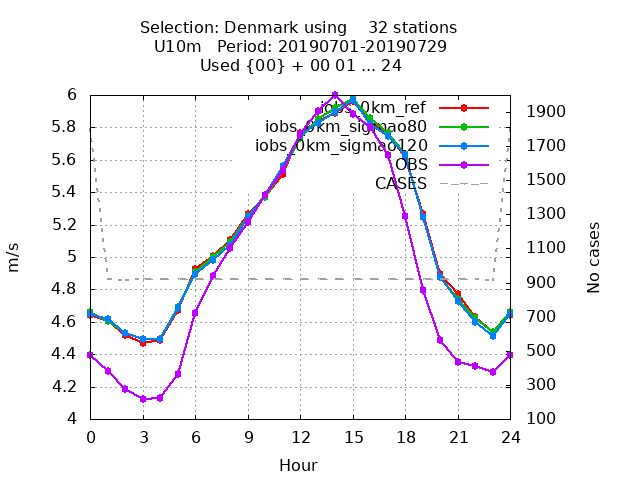 Selection: Denmark using 32 stations
U10m Period: 20190701-20190729
Used {00} + 00 01 ... 24
iobs_0km_ref
iobs_0km_sigmao80
iobs_0km_sigmao120
OBS
CASES
m/s
6
5.8
5.6
5.4
5.2
5
4.8
4.6
4.4
4.2
4
1900
1700
1500
1300
1100
900
700
500
300
100
No cases
0 3 6 9 12 15 18 21 24
Hour